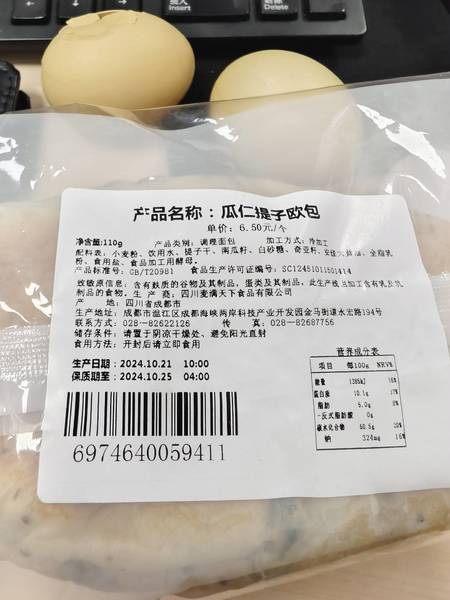 Insert
Delete
产品名称：瓜仁提子欧包
单价：6.50元/个
净含量:110g 产品类别：调理面包 加工方式：冷加工
配料表：小麦粉、饮用水、提子干、南瓜籽、白砂糖、奇亚籽、
粉、食用盐、食品加工用酵母。
产品标准号：GB/T20981 食品生产许可证编号：SC12451011501414
致敏原信息：含有麸质的谷物及其制品，蛋类及其制品，此生产线也加工含有乳及乳
制品的食物。生 产 商：四川麦满天下食品有限公司
产 地：四川省成都市
生产地址：成都市温江区成都海峡两岸科技产业开发园金马街道永治路194号
联系方式：028-82622126 传 真：028-82687756
储存条件：请置于阴凉干燥处、避免阳光直射
食用方法：开封后请立即食用
生产日期：2024.10.21 10:00
保质期至：2024.10.25 04:00
6974640059411
营养成分表
项目 每100g NRV%
能量 1385kJ 16%
蛋白质 10.1g 17%
脂肪 5.0g 8%
-反式脂肪酸 0g
碳水化合物 60.5g 20%
钠 324mg 16%